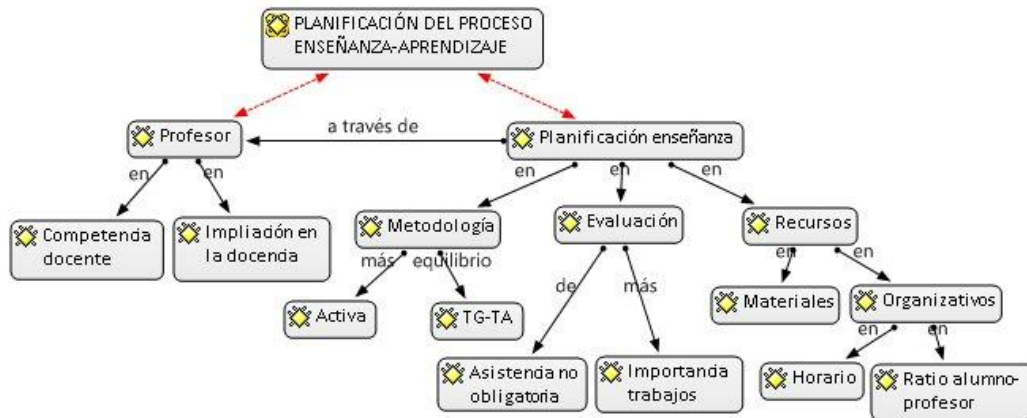 PLANIFICACIÓN DEL PROCESO
ENSEÑANZA-APRENDIZAJE
a través de
Profesor
Planificación enseñanza
en
en
en
en
en
Competencia
docente
Impliación en
la docencia
Metodología
Evaluación
Recursos
más
equilibrio
de
más
en
en
Activa
TG-TA
Materiales
Organizativos
en
en
Asistencia no
obligatoria
Importancia
trabajos
Horario
Ratio alumno-
profesor